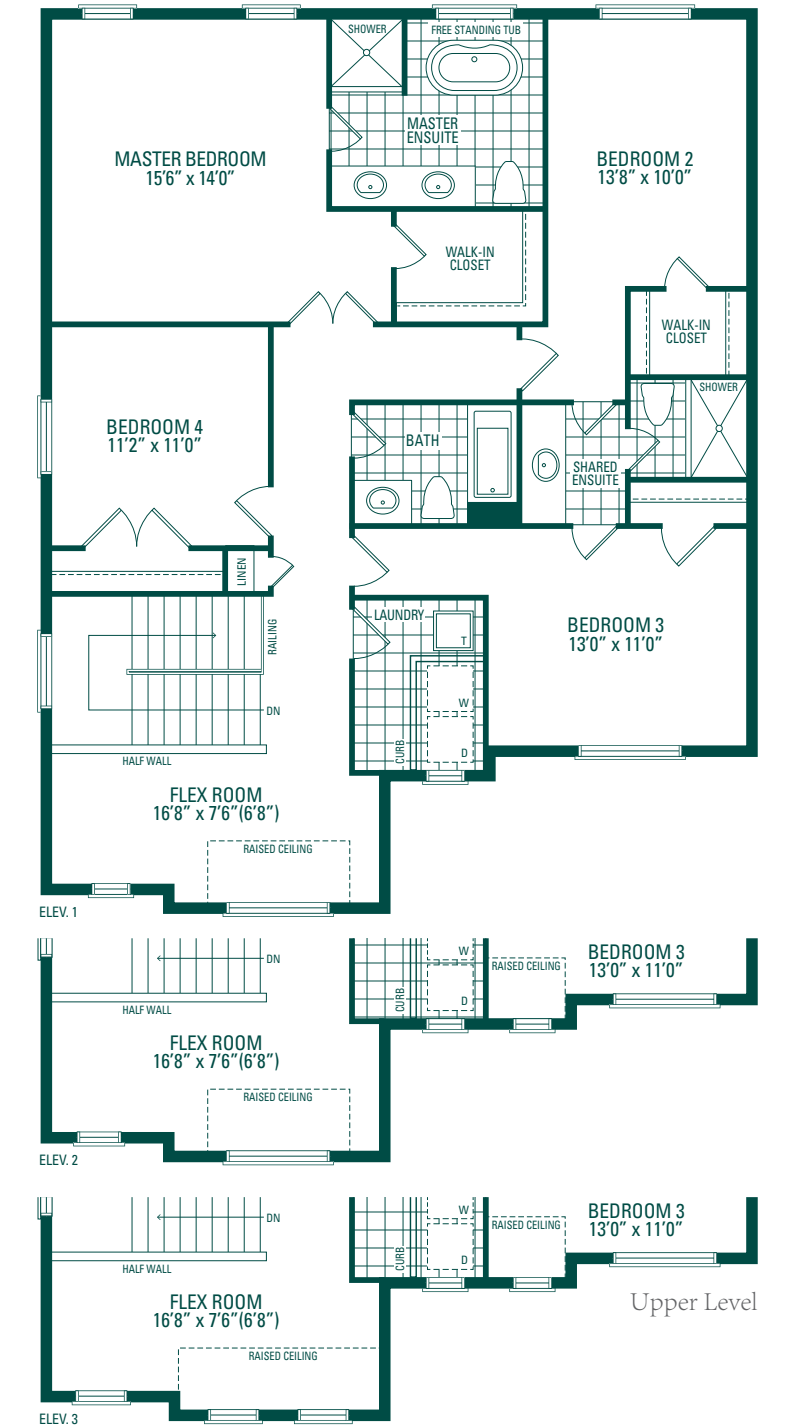 SHOWER
FREE STANDING TUB
MASTER
ENSUITE
MASTER BEDROOM
15'6" x 14'0"
BEDROOM 2
13'8" x 10'0"
WALK-IN
CLOSET
WALK-IN
CLOSET
SHOWER
BEDROOM 4
11'2" x 11'0"
BATH
SHARED
ENSUITE
LINEN
LAUNDRY
T
RAILING
BEDROOM 3
13'0" x 11'0"
W
DN
CURB
D
HALF WALL
FLEX ROOM
16'8" x 7'6"(6'8")
RAISED CEILING
ELEV. 1
W
BEDROOM 3
13'0" x 11'0"
DN
RAISED CEILING
CURB
D
HALF WALL
FLEX ROOM
16'8" x 7'6"(6'8")
RAISED CEILING
ELEV. 2
W
BEDROOM 3
13'0" x 11'0"
DN
RAISED CEILING
CURB
D
HALF WALL
FLEX ROOM
16'8" x 7'6"(6'8")
Upper Level
RAISED CEILING
ELEV. 3